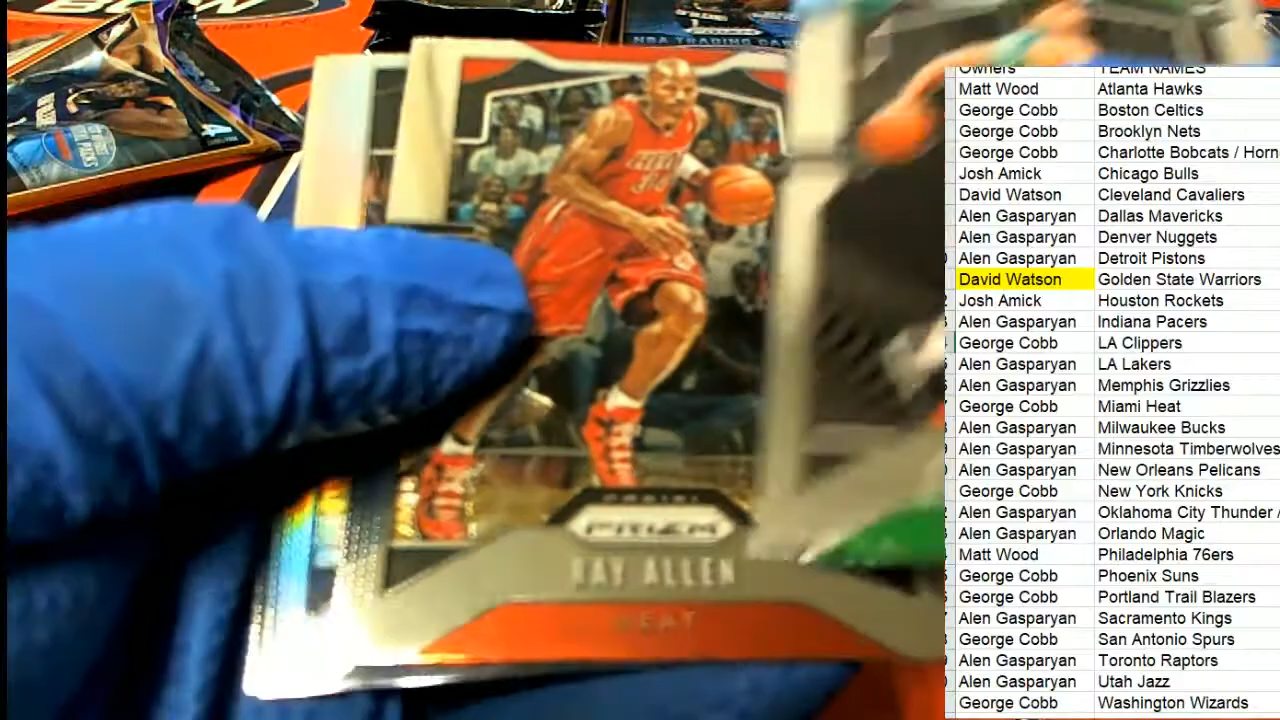 NBA TRADING CAR
PANINI
PRIZM
RAY ALLEN
HEAT
34
Owners TEAM NAMES
Matt Wood Atlanta Hawks
George Cobb Boston Celtics
George Cobb Brooklyn Nets
George Cobb Charlotte Bobcats / Horn
Josh Amick Chicago Bulls
David Watson Cleveland Cavaliers
Alen Gasparyan Dallas Mavericks
Alen Gasparyan Denver Nuggets
Alen Gasparyan Detroit Pistons
David Watson Golden State Warriors
Josh Amick Houston Rockets
Alen Gasparyan Indiana Pacers
George Cobb LA Clippers
Alen Gasparyan LA Lakers
Alen Gasparyan Memphis Grizzlies
George Cobb Miami Heat
Alen Gasparyan Milwaukee Bucks
Alen Gasparyan Minnesota Timberwolves
Alen Gasparyan New Orleans Pelicans
George Cobb New York Knicks
Alen Gasparyan Oklahoma City Thunder /
Alen Gasparyan Orlando Magic
Matt Wood Philadelphia 76ers
George Cobb Phoenix Suns
George Cobb Portland Trail Blazers
Alen Gasparyan Sacramento Kings
George Cobb San Antonio Spurs
Alen Gasparyan Toronto Raptors
Alen Gasparyan Utah Jazz
George Cobb Washington Wizards